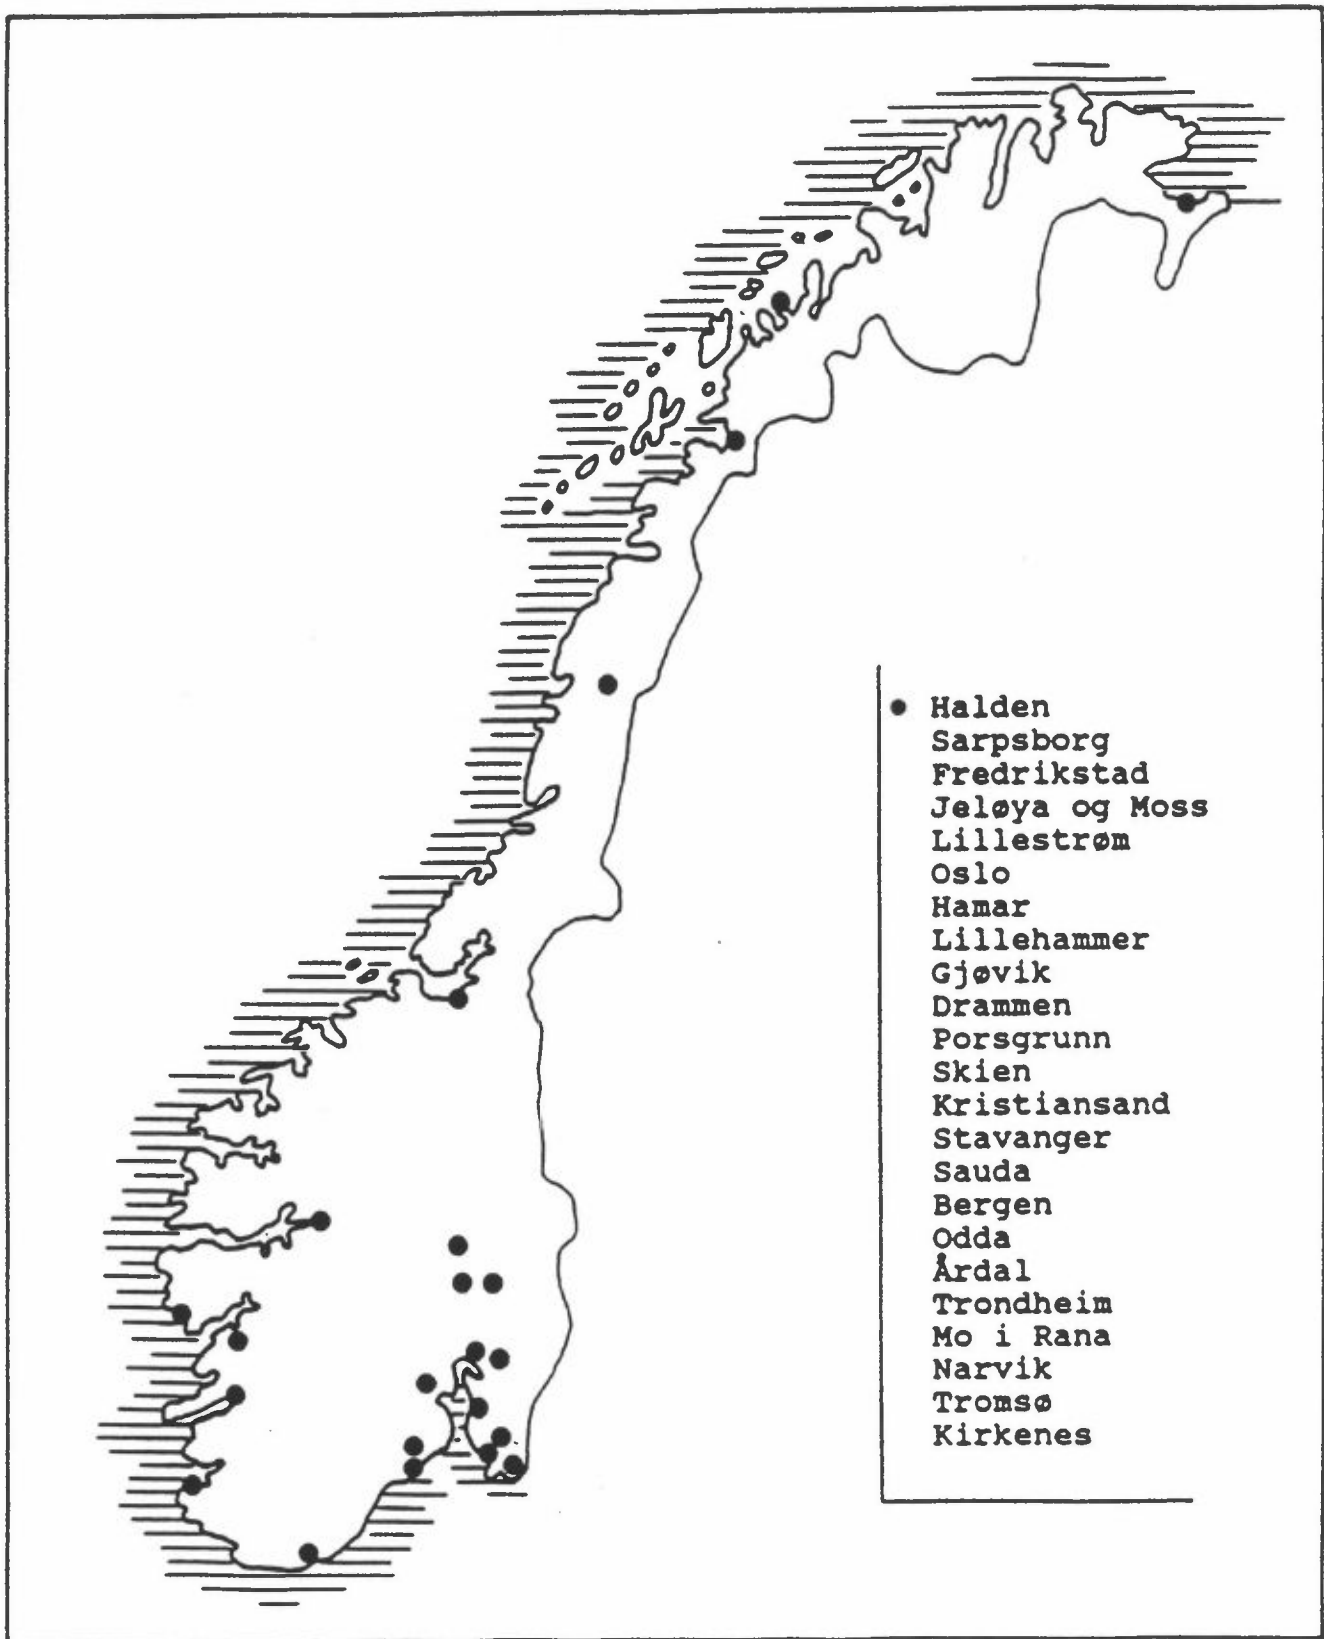 Halden
Sarpsborg
Fredrikstad
Jeløya og Moss
Lillestrøm
Oslo
Hamar
Lillehammer
Gjøvik
Drammen
Porsgrunn
Skien
Kristiansand
Stavanger
Sauda
Bergen
Odda
Årdal
Trondheim
Mo i Rana
Narvik
Tromsø
Kirkenes